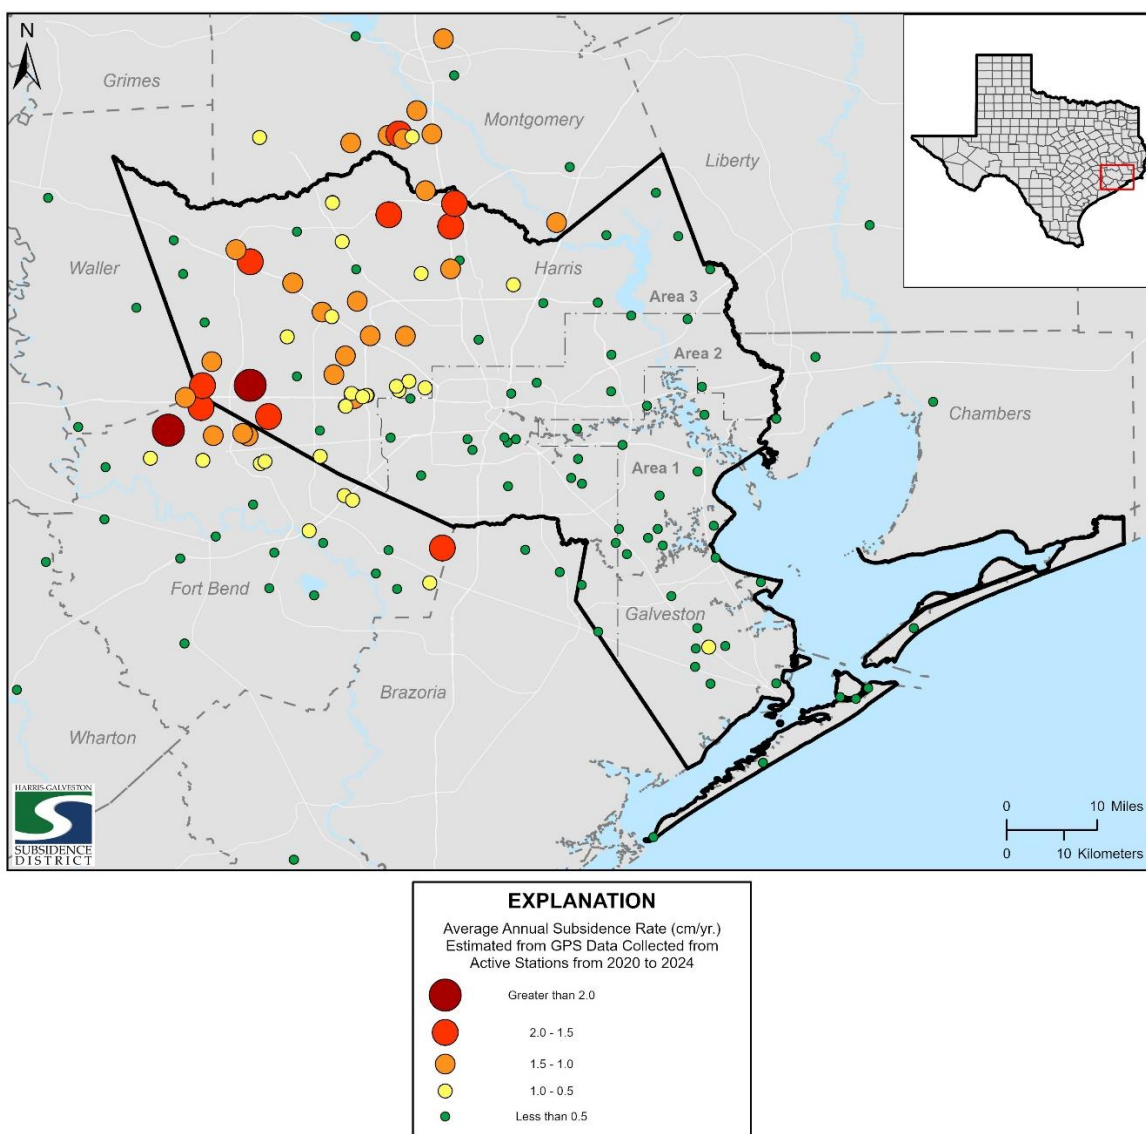 N
Grimes
Montgomery
Liberty
Waller
Harris
Area 3
Area 2
Chambers
Area 1
Fort Bend
Galveston
Brazoria
Wharton
HARRIS-GALVESTON
SUBSIDENCE
DISTRICT
0 10 Miles
0 10 Kilometers
EXPLANATION
Average Annual Subsidence Rate (cm/yr.)
Estimated from GPS Data Collected from
Active Stations from 2020 to 2024
Greater than 2.0
2.0 - 1.5
1.5 - 1.0
1.0 - 0.5
Less than 0.5